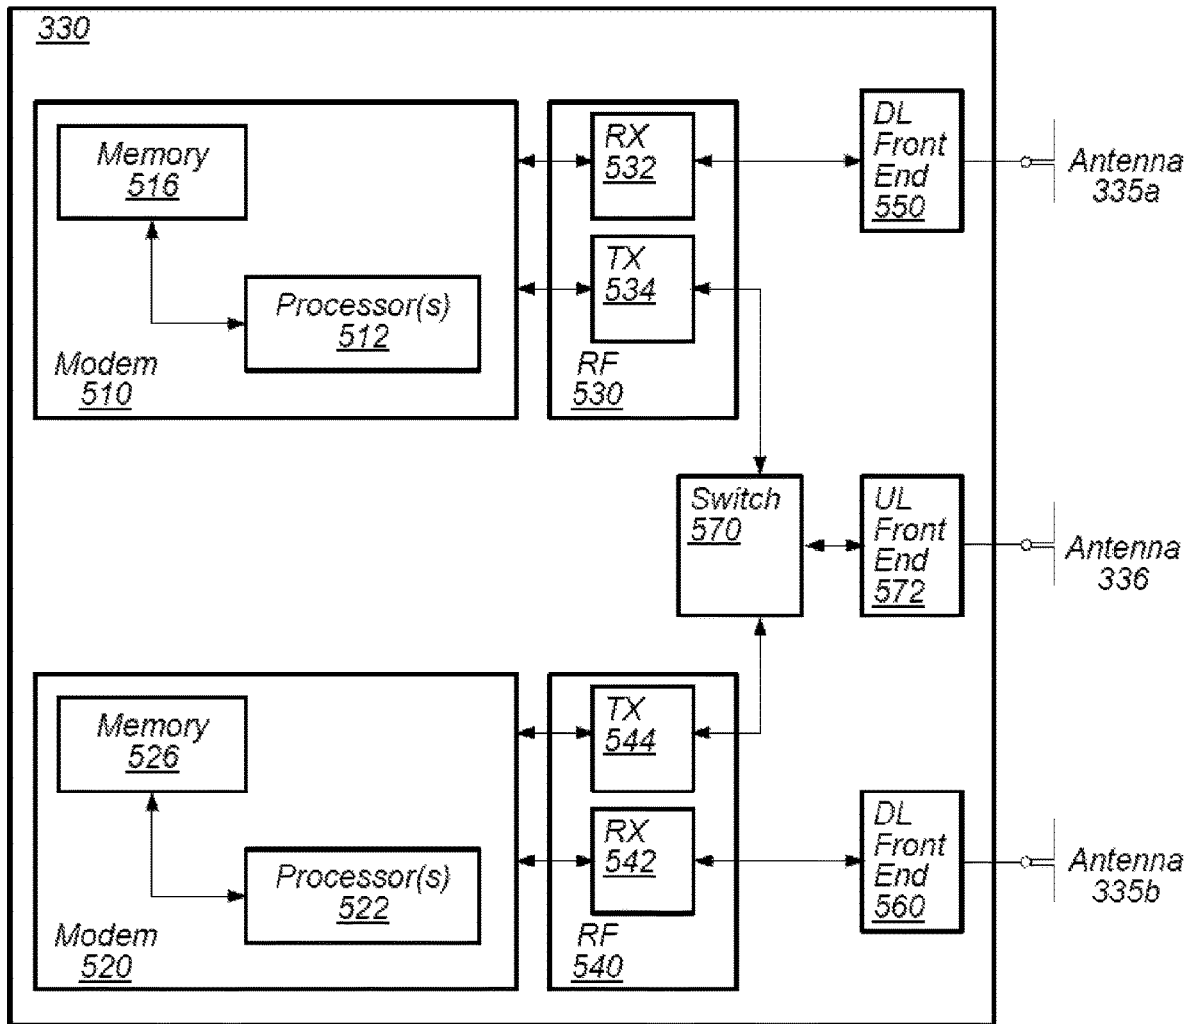 330
Memory
516
Processor(s)
512
Modem
510
RX
532
TX
534
RF
530
DL
Front
End
550
Antenna
335a
Switch
570
UL
Front
End
572
Antenna
336
Memory
526
Processor(s)
522
Modem
520
TX
544
RX
542
RF
540
DL
Front
End
560
Antenna
335b